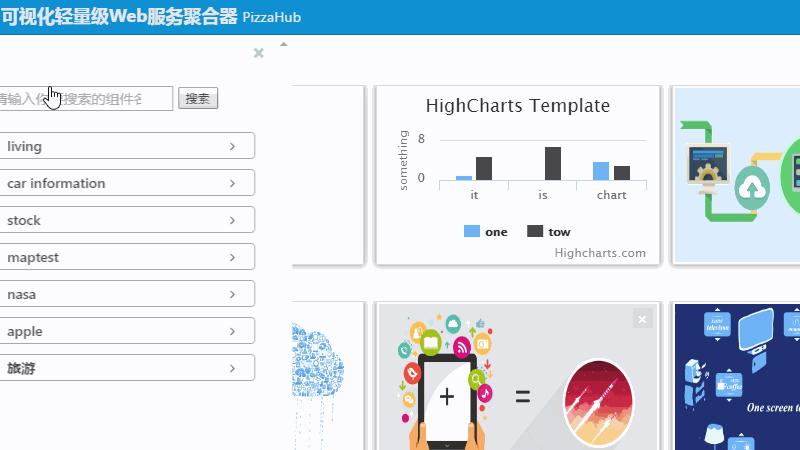 可视化轻量级Web服务聚合器 PizzaHub
请输入你要搜索的组件名
搜索
living
car information
stock
maptest
nasa
apple
旅游
HighCharts Template
something
8
0
it is chart
one tow
Highcharts.com
+ =
One screen to